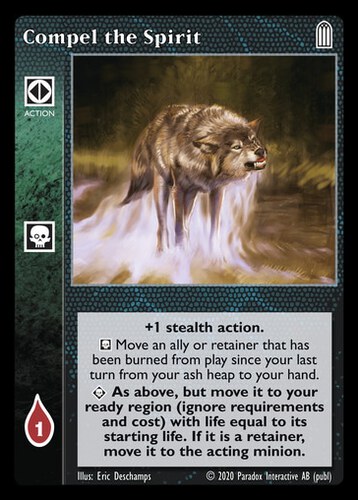 Compel the Spirit
ACTION
+1 stealth action.
Move an ally or retainer that has
been burned from play since your last
turn from your ash heap to your hand.
As above, but move it to your
ready region (ignore requirements
and cost) with life equal to its
starting life. If it is a retainer,
move it to the acting minion.
1
Illus: Eric Deschamps © 2020 Paradox Interactive AB (publ)